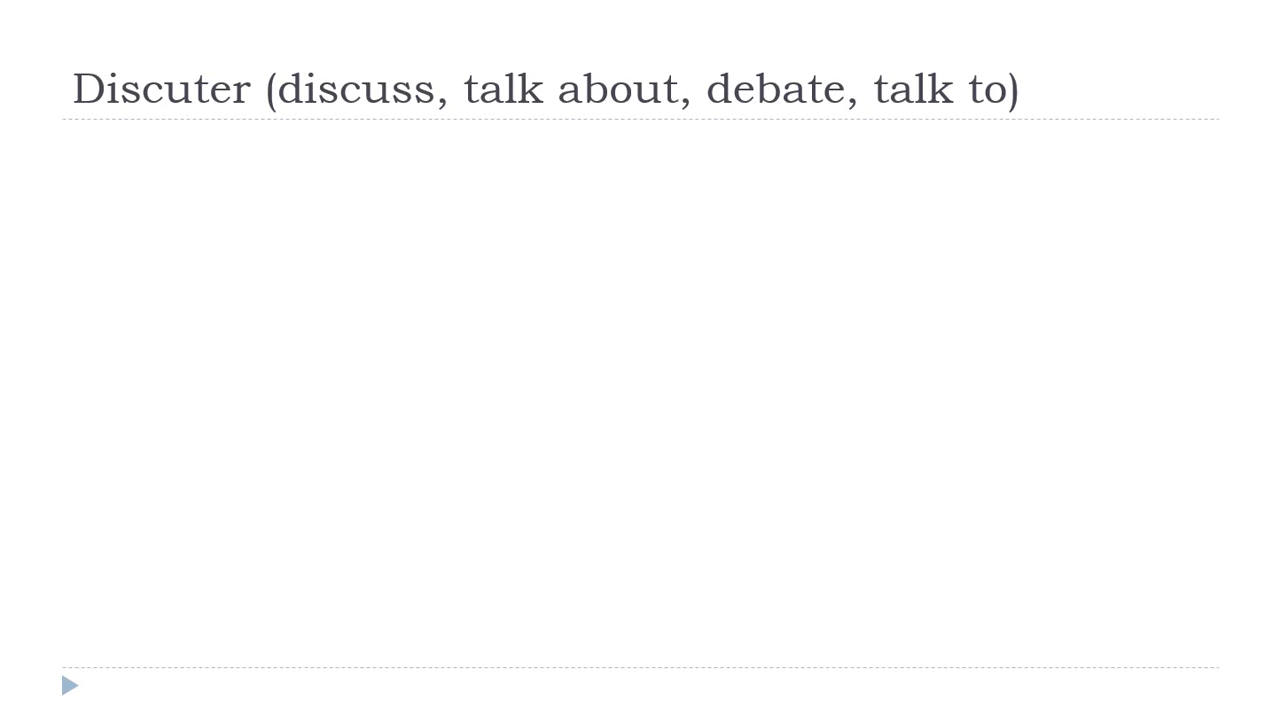 Discuter (discuss, talk about, debate, talk to)